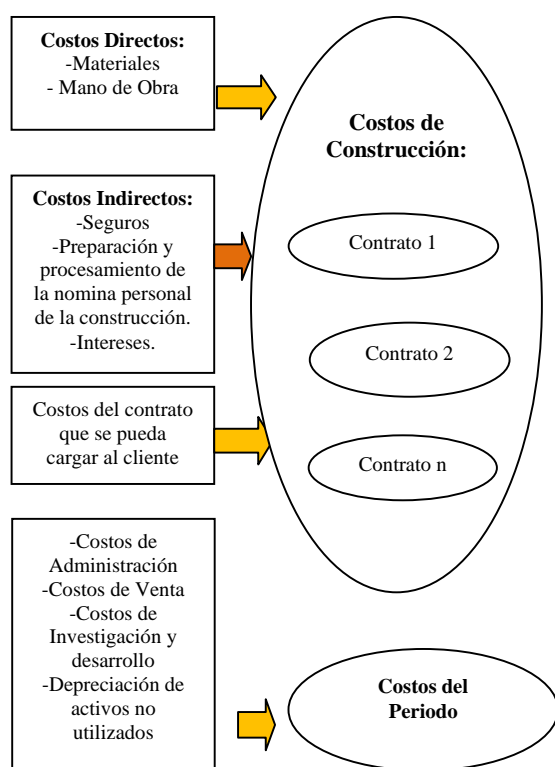 Costos Directos:
-Materiales
- Mano de Obra
Costos de
Construcción:
Costos Indirectos:
-Seguros
-Preparación y
procesamiento de
la nomina personal
de la construcción.
-Intereses.
Contrato 1
Contrato 2
Costos del contrato
que se pueda
cargar al cliente
Contrato n
-Costos de
Administración
-Costos de Venta
-Costos de
Investigación y
desarrollo
-Depreciación de
activos no
utilizados
Costos del
Periodo